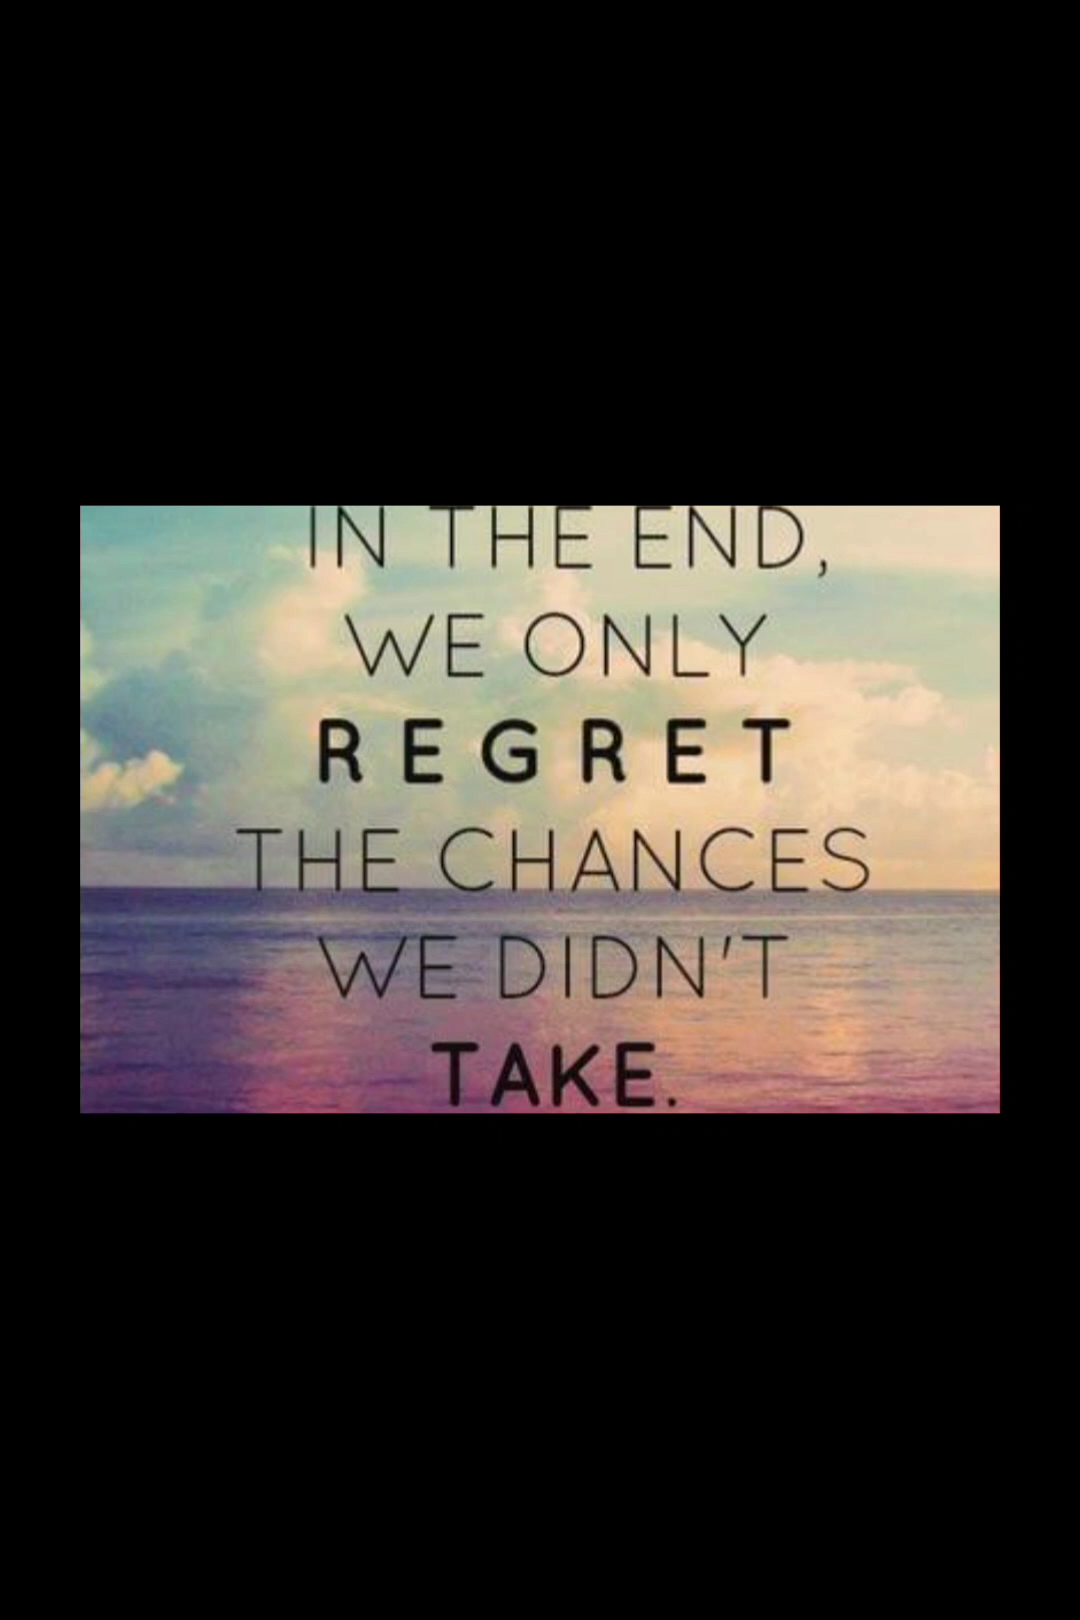 IN THE END,
WE ONLY
REGRET
THE CHANCES
WE DIDN'T
TAKE.